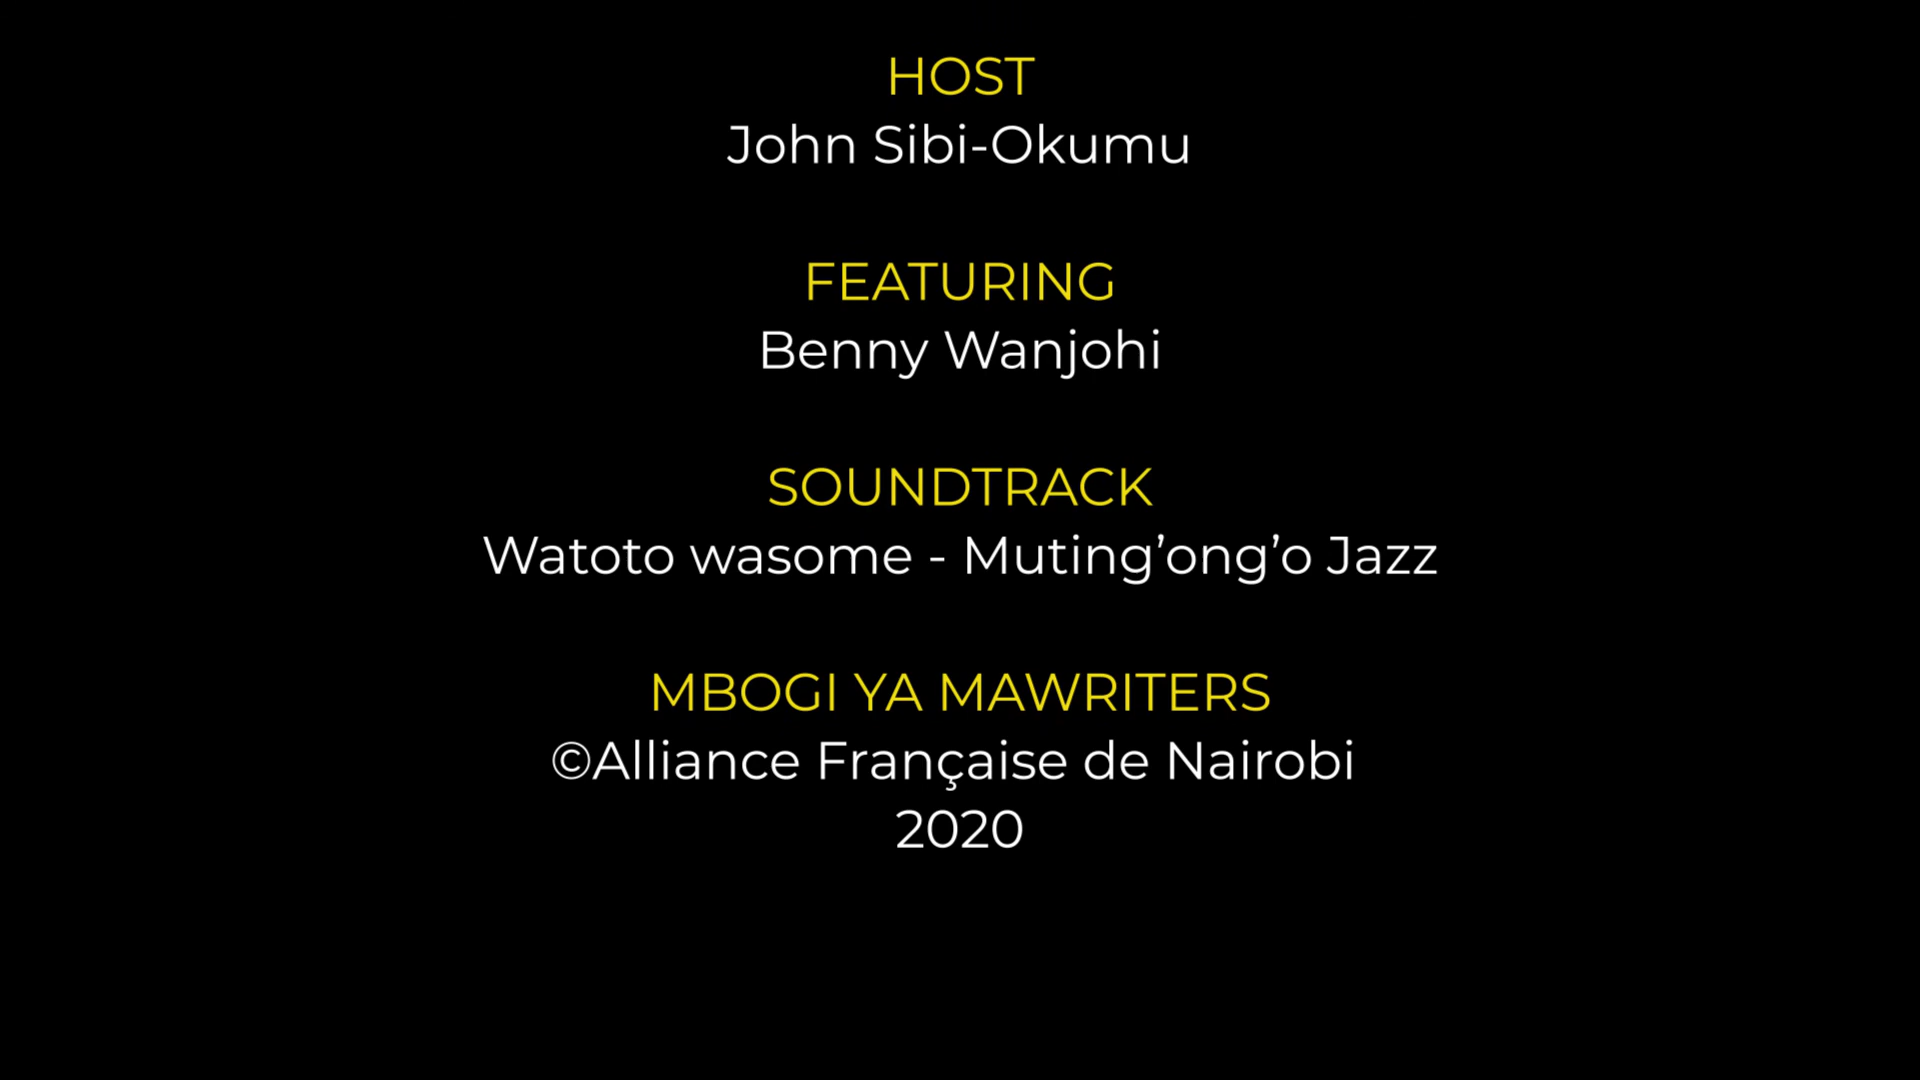 HOST
John Sibi-Okumu
FEATURING
Benny Wanjohi
SOUNDTRACK
Watoto wasome - Muting’ong’o Jazz
MBOGI YA MAWRITERS
©Alliance Française de Nairobi
2020